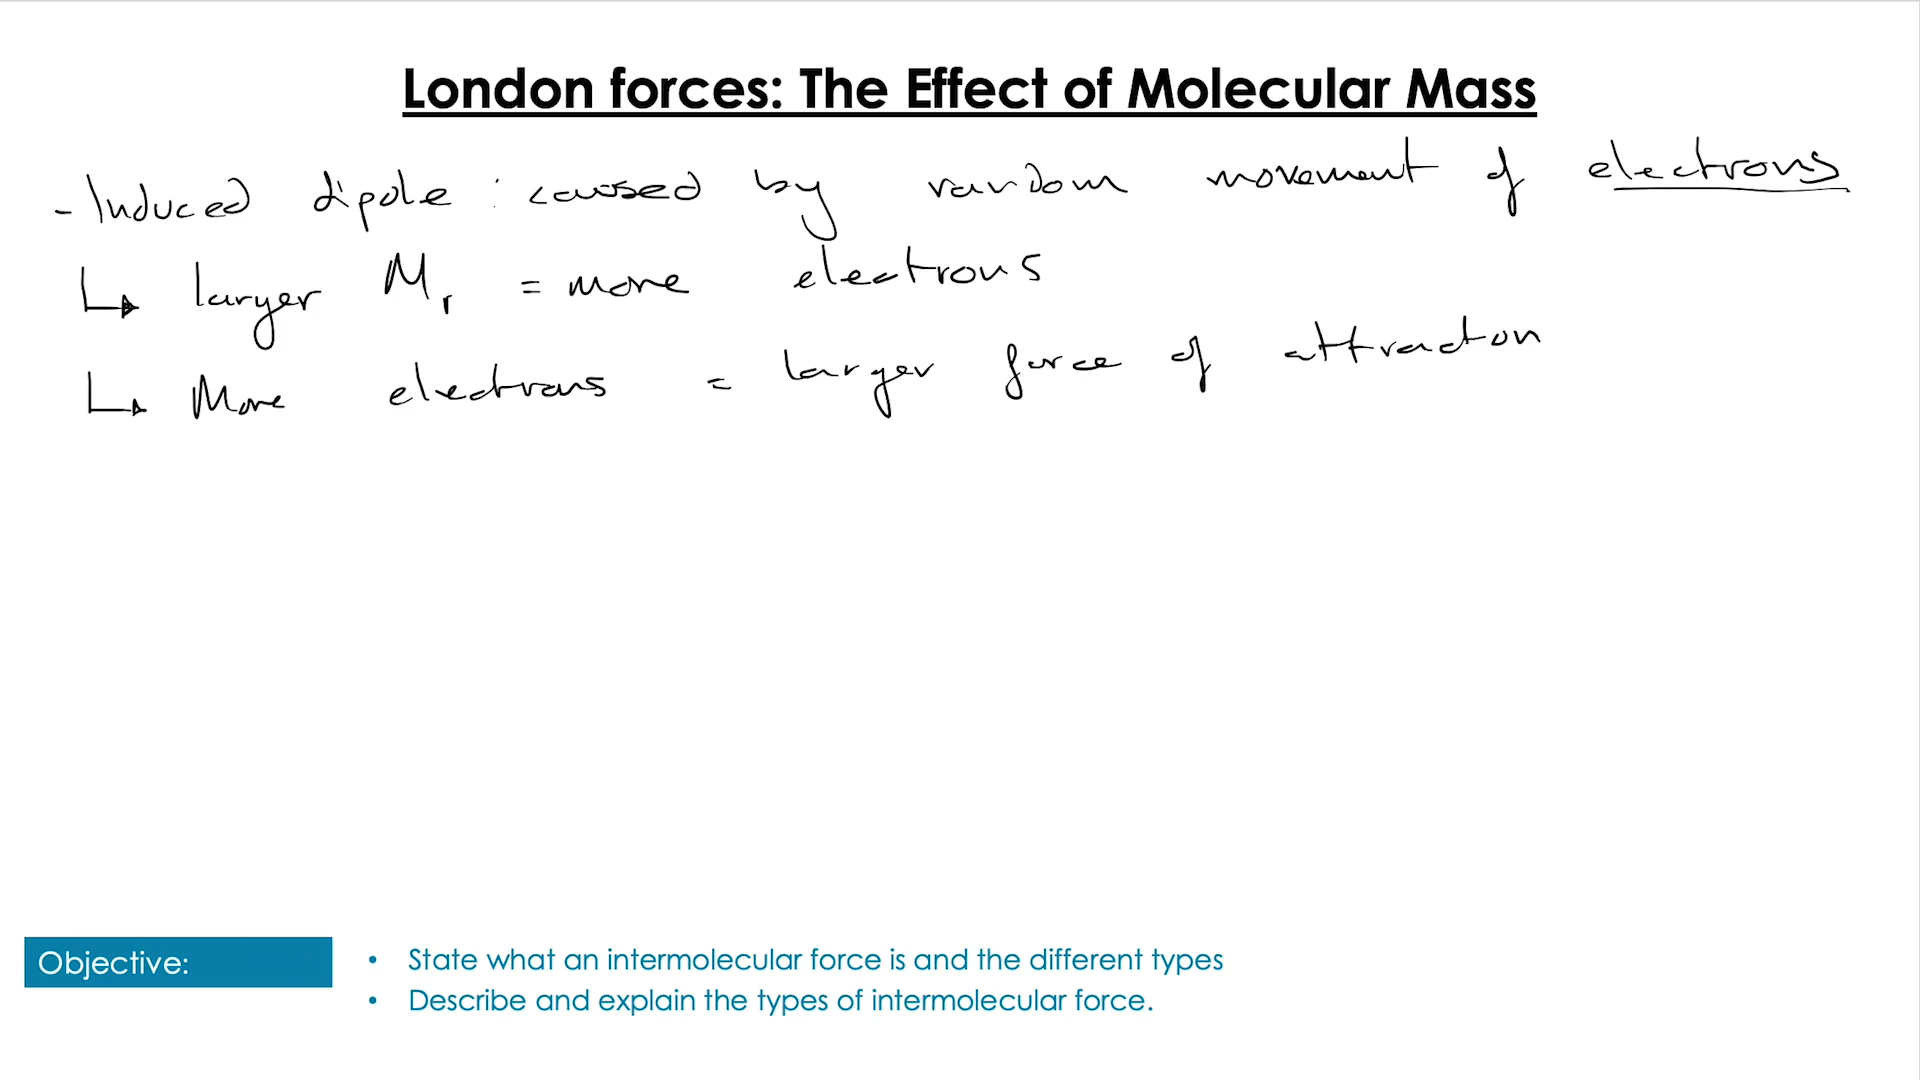 London forces: The Effect of Molecular Mass
- Induced dipole : caused by random movement of electrons
↳ larger Mr = more electrons
↳ More electrons = larger force of attracton
Objective:
• State what an intermolecular force is and the different types
• Describe and explain the types of intermolecular force.